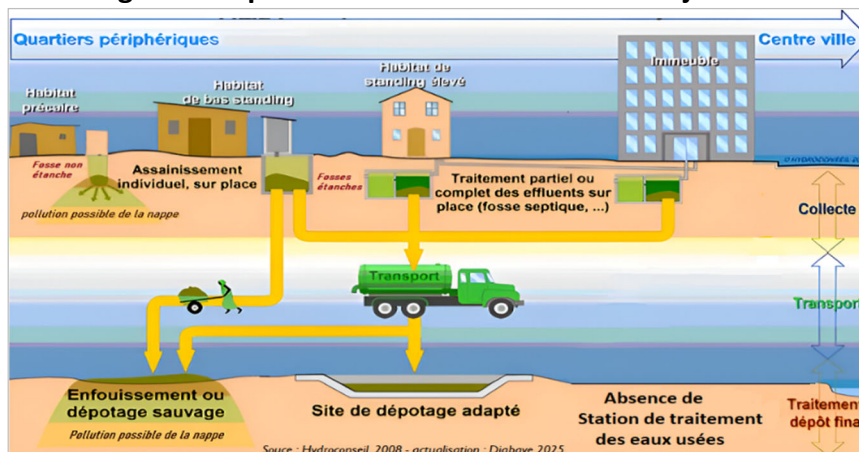 Quartiers périphériques
Centre ville
Habitat
précaire
Habitat
de bas standing
Habitat de
standing élevé
Immeuble
Fosse non
étanche
Assainissement
individuel, sur place
Fosses
étanches
Traitement partiel ou
complet des effluents sur
place (fosse septique, ...)
pollution possible de la nappe
Collecte
Transport
Transport
Enfouissement ou
dépotage sauvage
Pollution possible de la nappe
Site de dépotage adapté
Absence de
Station de traitement
des eaux usées
Traitement
dépôt fina
Souce : Hydroconseil, 2008 - actualisation : Diabaye 2025